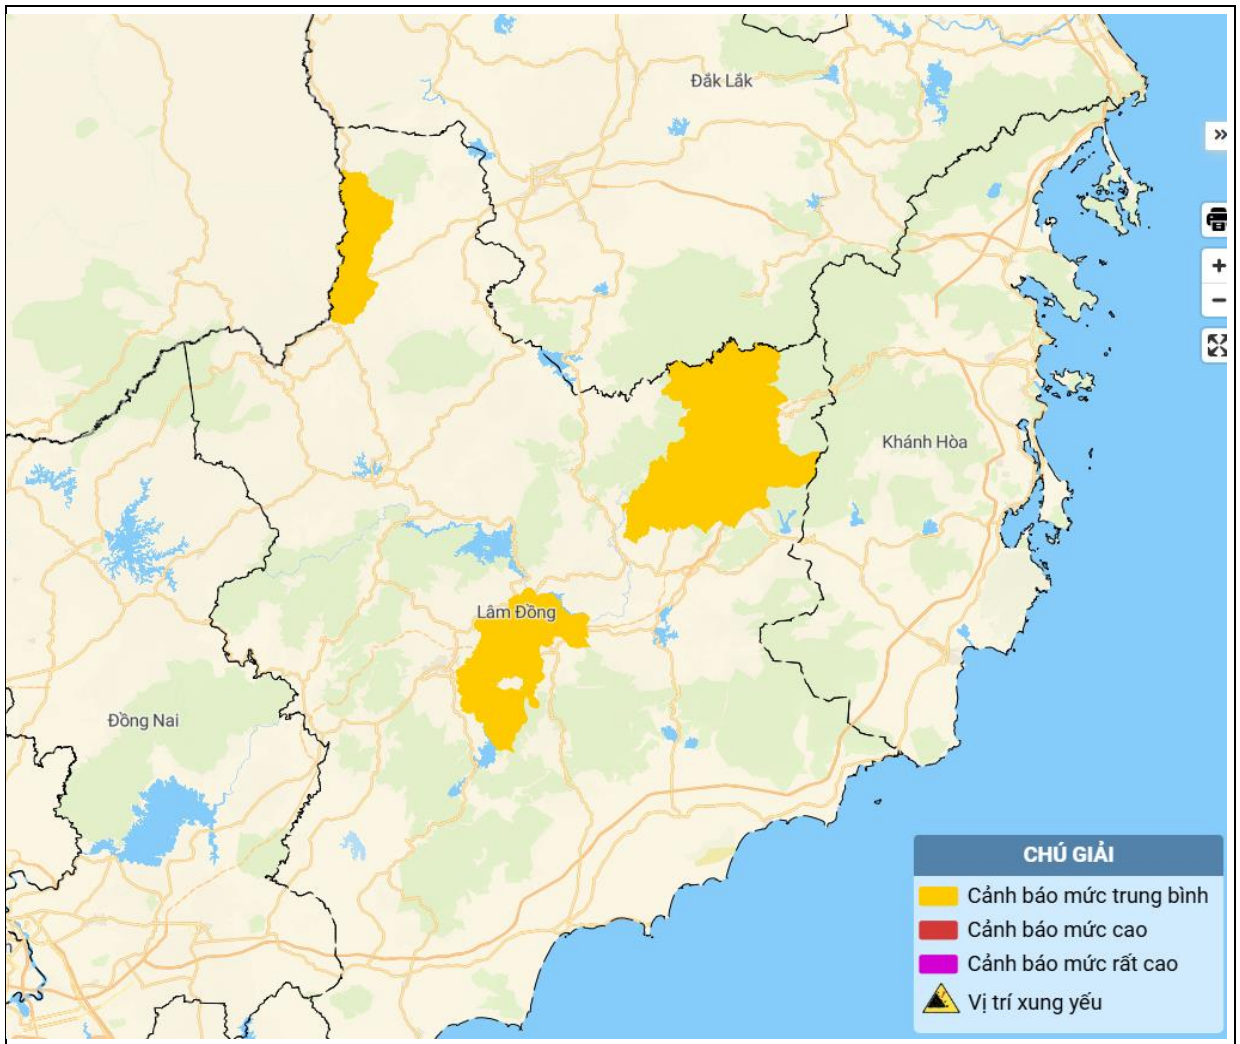 Đắk Lắk
»
+
−
Khánh Hòa
Lâm Đồng
Đồng Nai
CHÚ GIẢI
Cảnh báo mức trung bình
Cảnh báo mức cao
Cảnh báo mức rất cao
Vị trí xung yếu